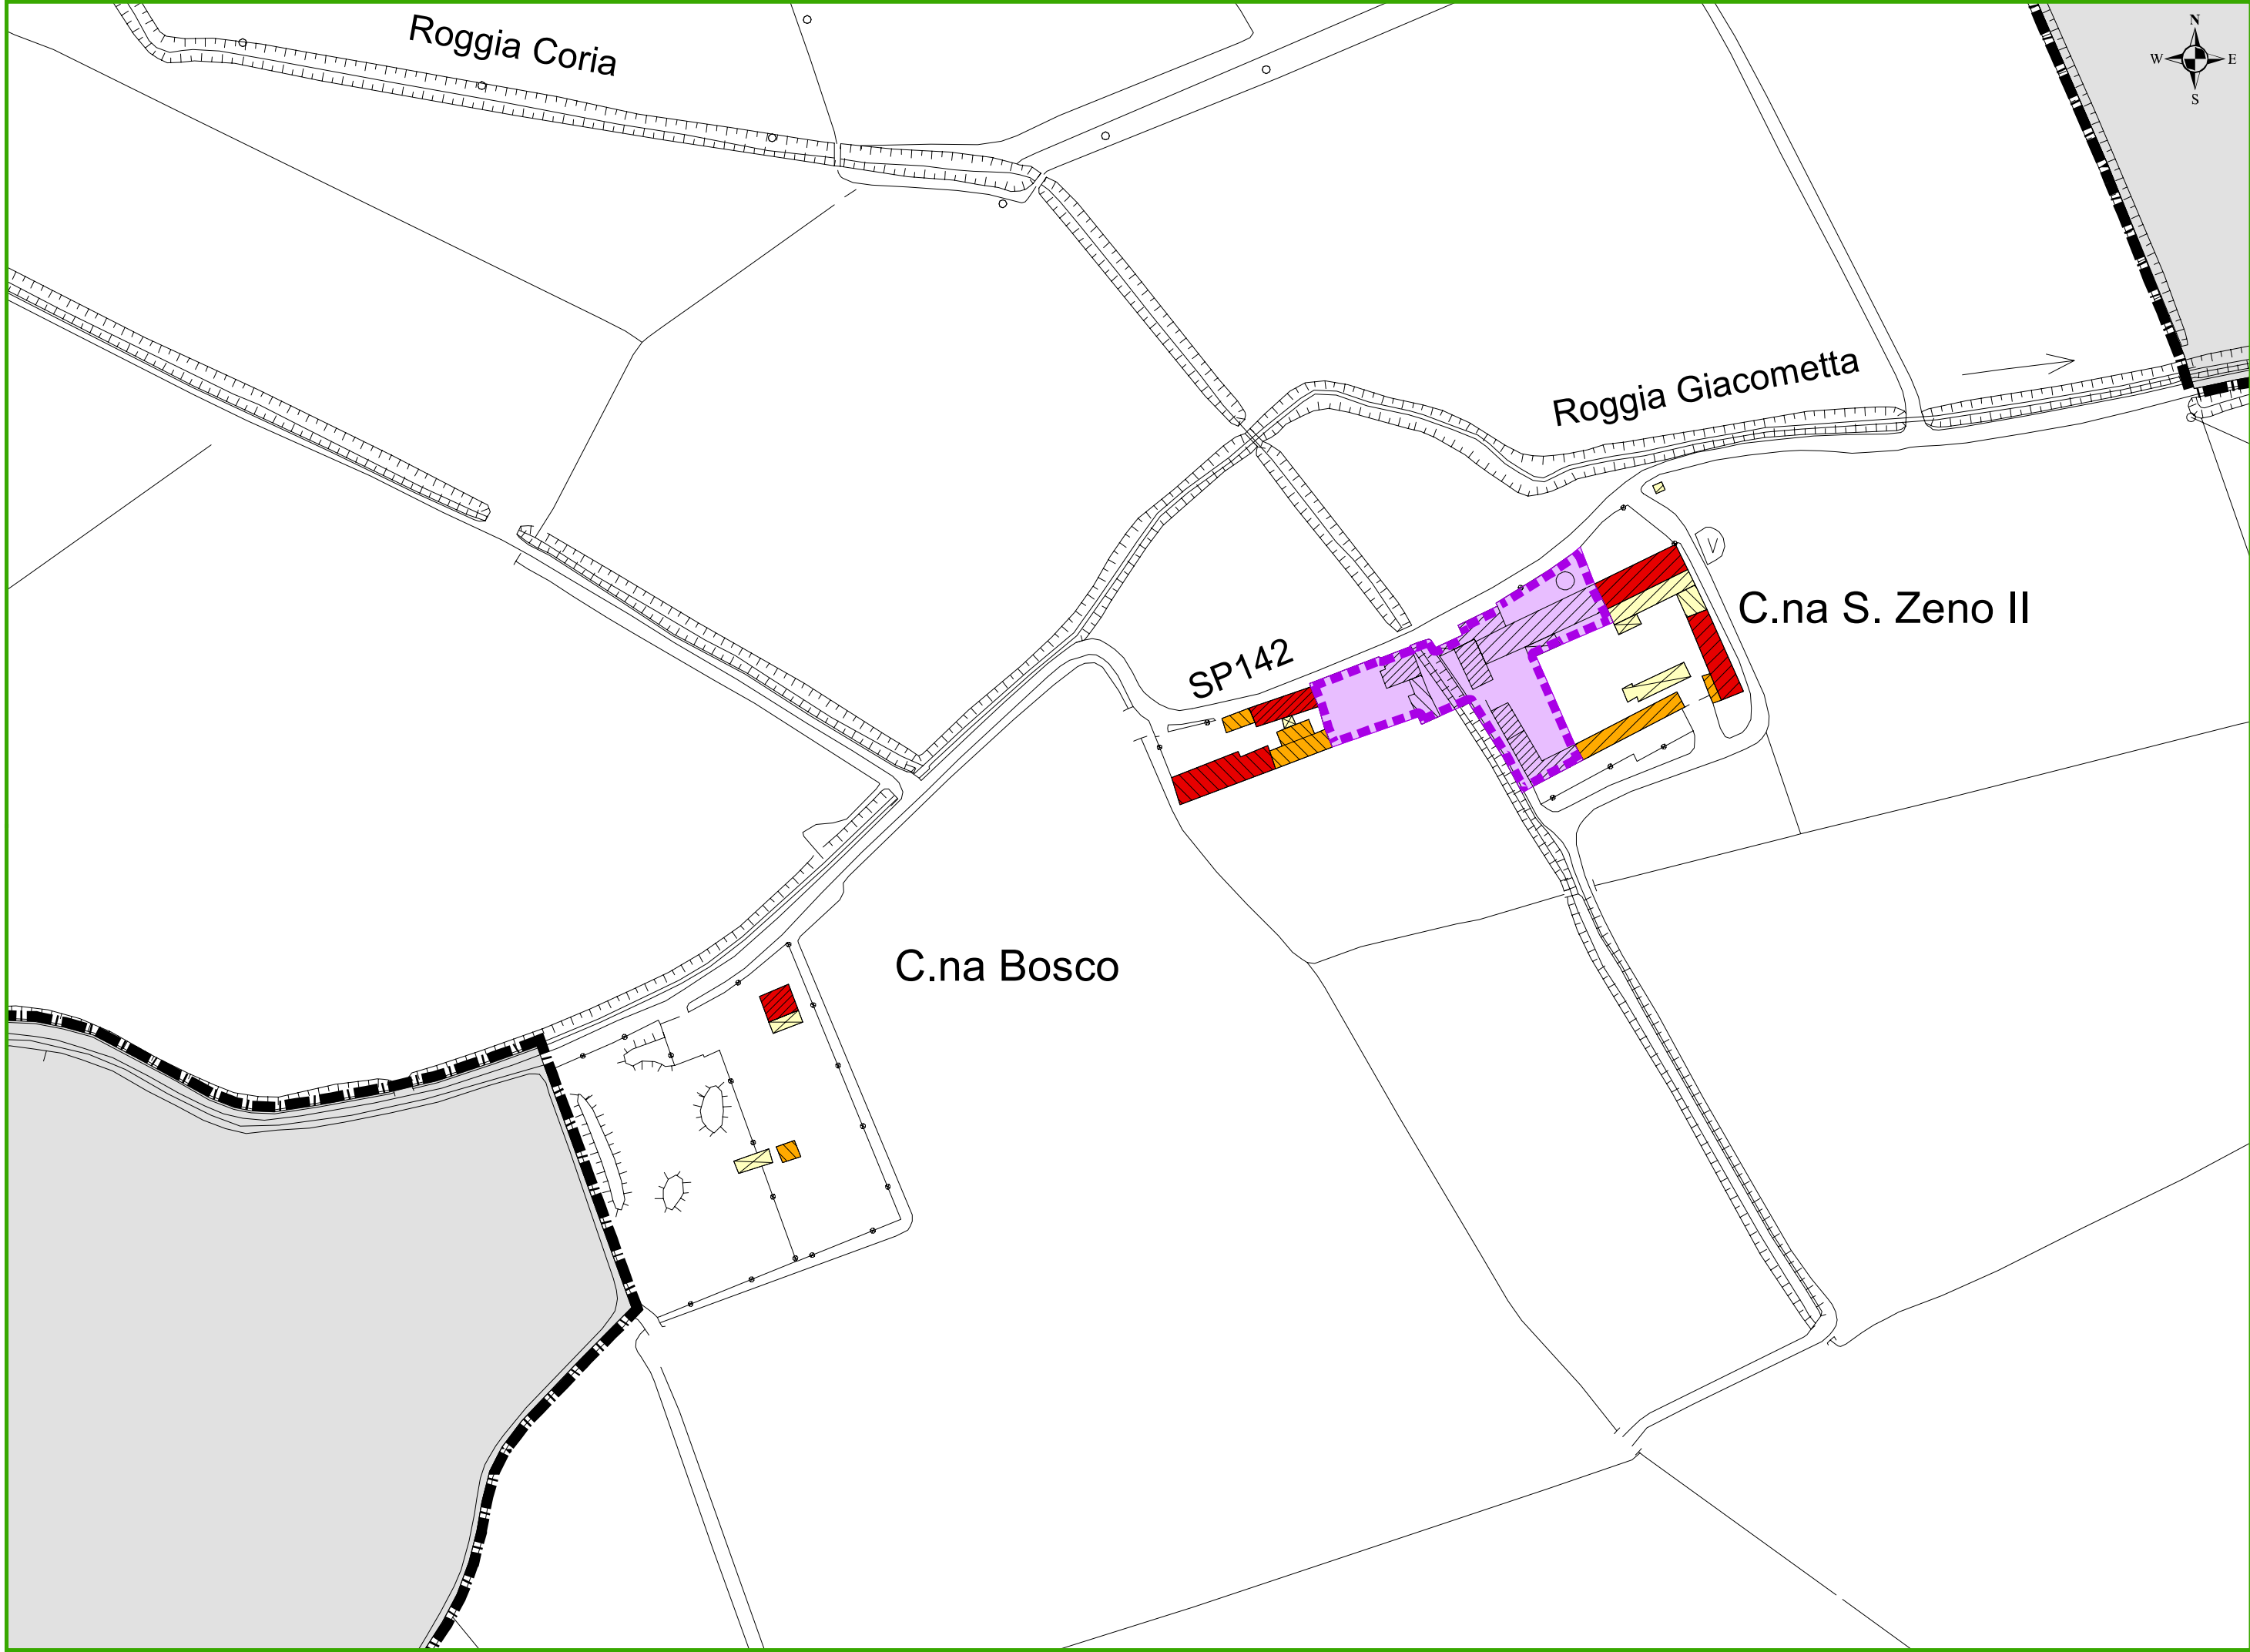 Roggia Coria
N
W E
S
Roggia Giacometta
C.na S. Zeno II
SP142
C.na Bosco